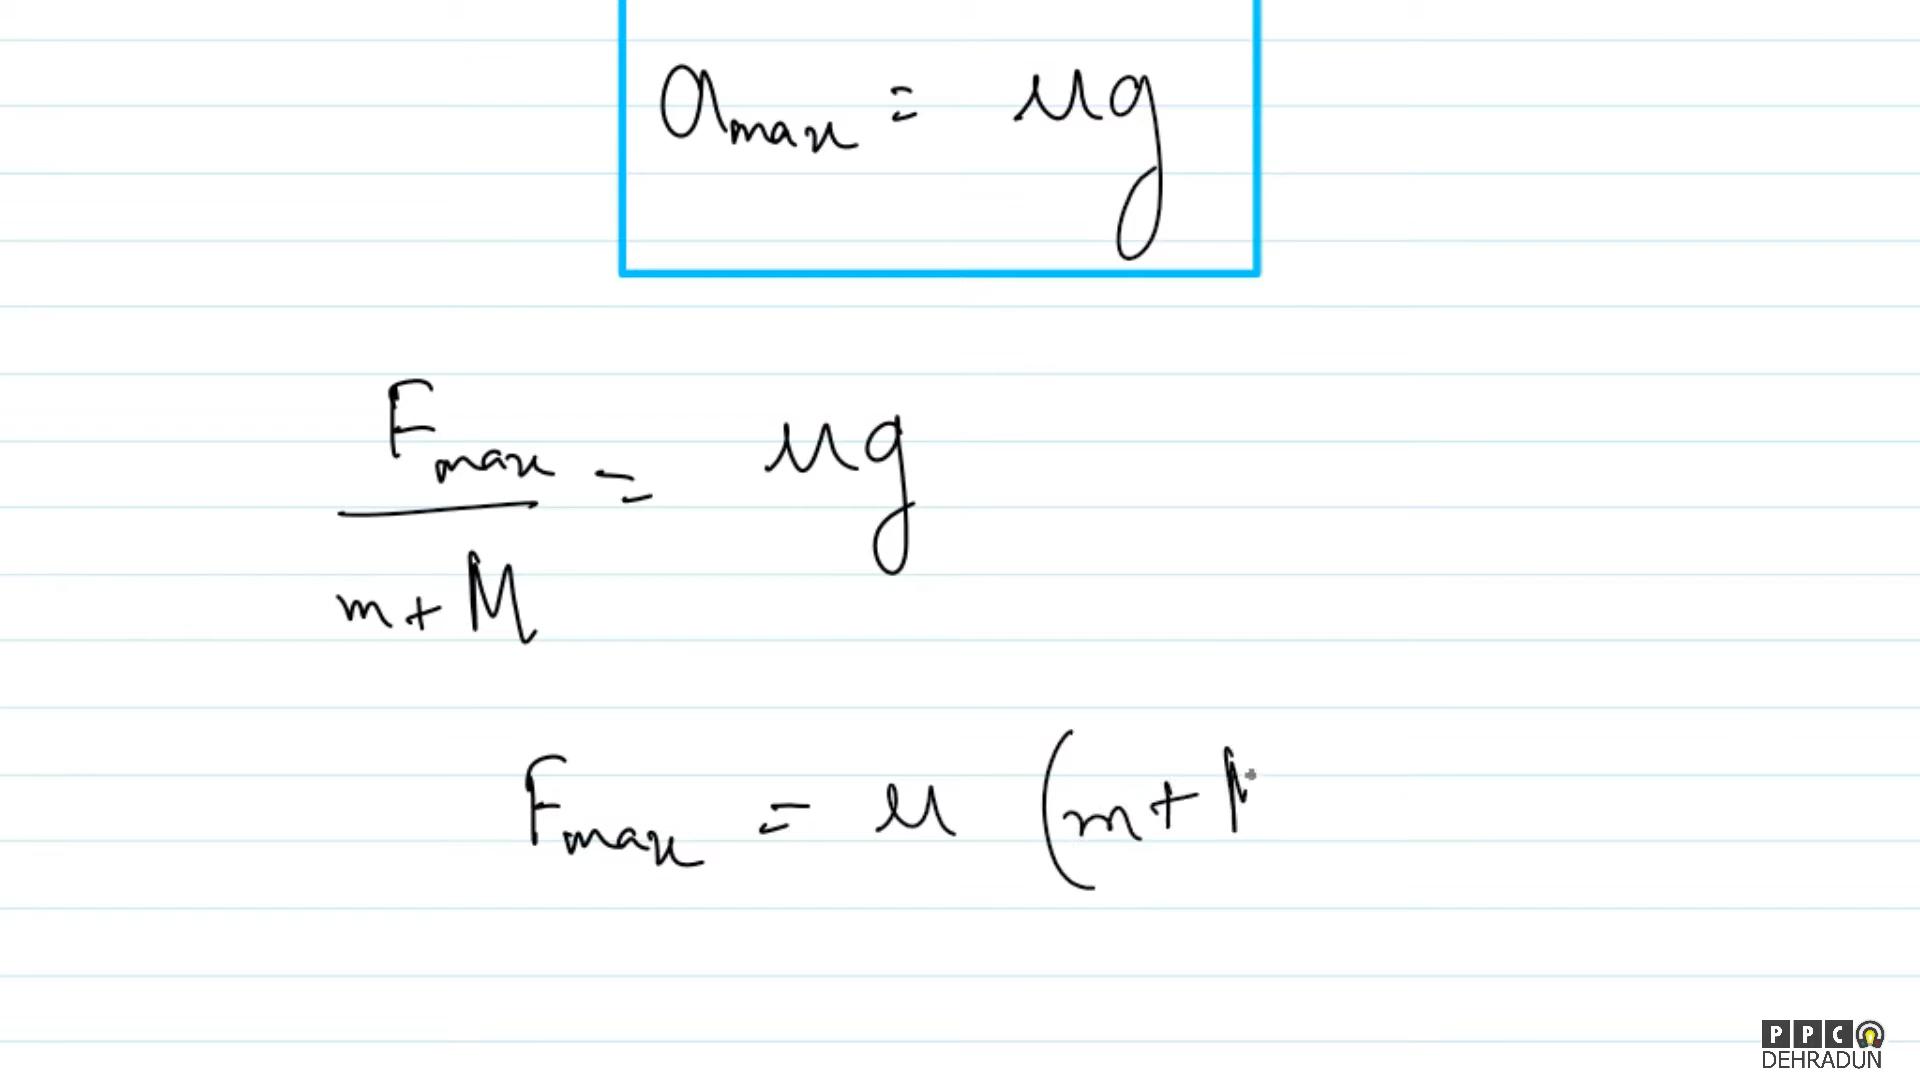 a_max = μg
F_max / m + M = μg
F_max = μ (m +
PPC
DEHRADUN